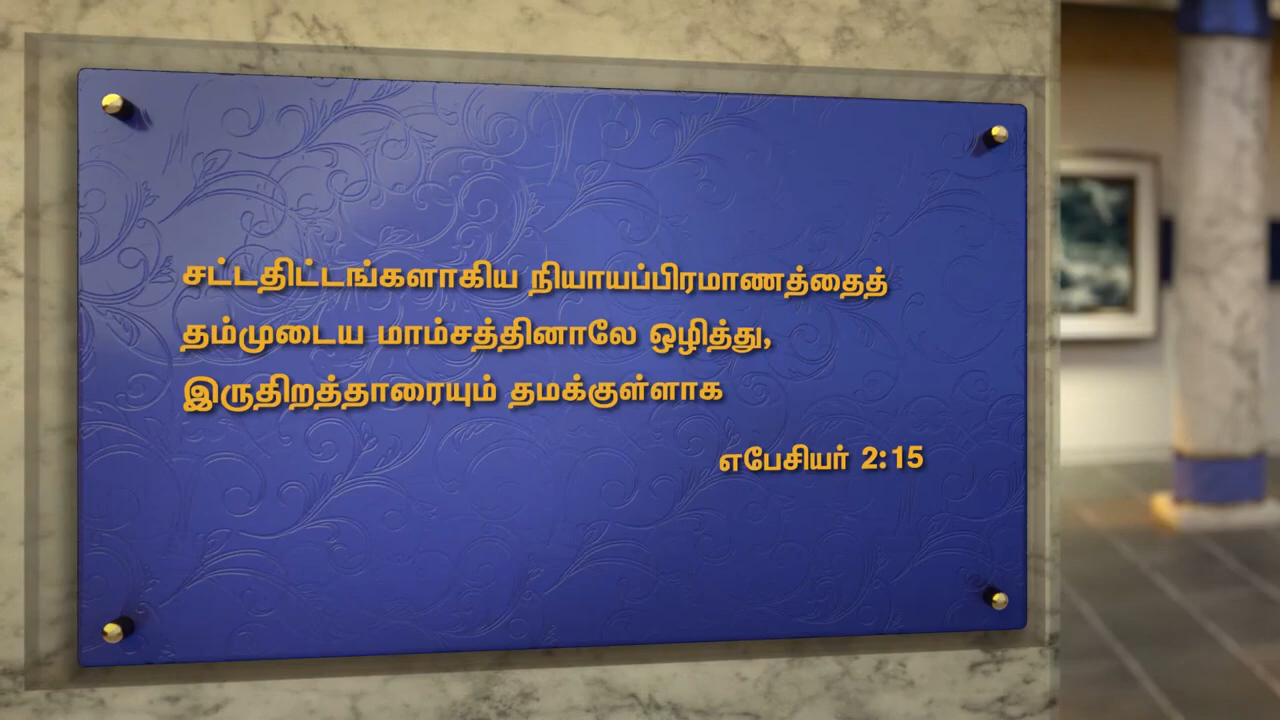 சட்டதிட்டங்களாகிய நியாயப்பிரமாணத்தைத்
தம்முடைய மாம்சத்தினாலே ஒழித்து,
இருதிறத்தாரையும் தமக்குள்ளாக
எபேசியர் 2:15